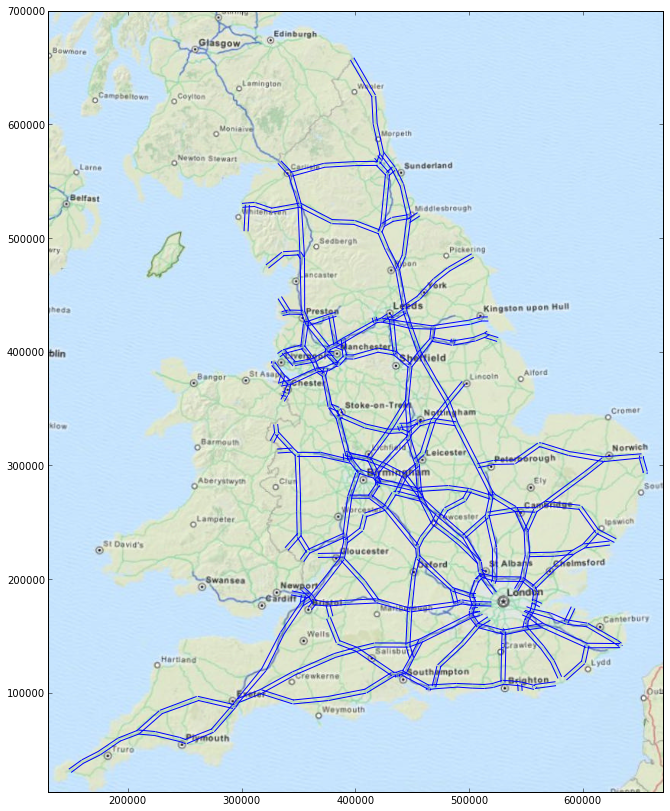 700000
Edinburgh
Glasgow
Bowmore
Lamington
Wooler
Campbeltown
Coylton
600000
Moniaive
Morpeth
Newton Stewart
Larne
Carlisle
Sunderland
Belfast
Whitehaven
Middlesbrough
500000
Sedbergh
Pickering
Lancaster
York
Leeds
Preston
Kingston upon Hull
Manchester
400000
Sheffield
Bangor
St Asap
Chester
Lincoln
Alford
Stoke-on-Tre
Nottingham
Cromer
Barmouth
Lichfield
Leicester
Norwich
300000
Peterborough
Birmingham
Aberystwyth
Clun
Ely
Lampeter
Worcester
Cambridge
Ipswich
St David's
Gloucester
St Albans
Chelmsford
200000
Swansea
Oxford
Newport
Cardiff
London
Canterbury
Wells
Crawley
Hartland
Salisbury
Lydd
100000
Crewkerne
Southampton
Brighton
Exeter
Weymouth
Plymouth
Truro
200000
300000
400000
500000
600000